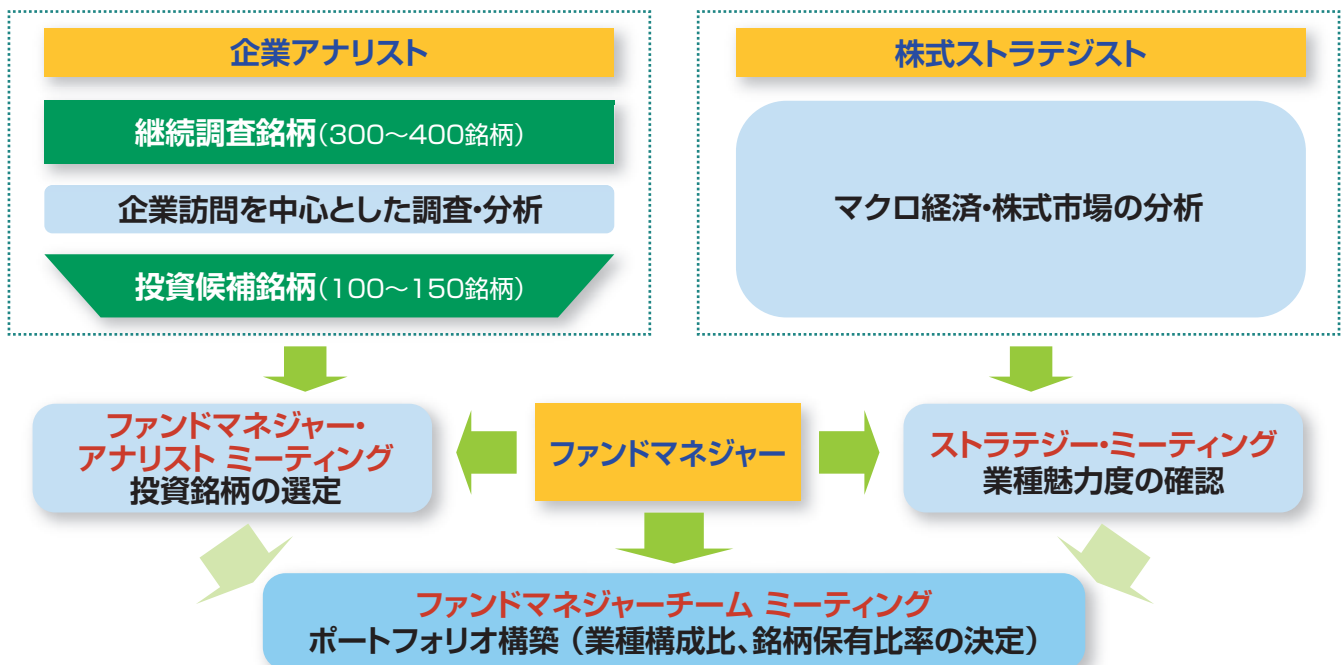 企業アナリスト
継続調査銘柄(300〜400銘柄)
企業訪問を中心とした調査・分析
投資候補銘柄(100〜150銘柄)
株式ストラテジスト
マクロ経済・株式市場の分析
ファンドマネジャー・
アナリスト ミーティング
投資銘柄の選定
ファンドマネジャー
ストラテジー・ミーティング
業種魅力度の確認
ファンドマネジャーチーム ミーティング
ポートフォリオ構築(業種構成比、銘柄保有比率の決定)